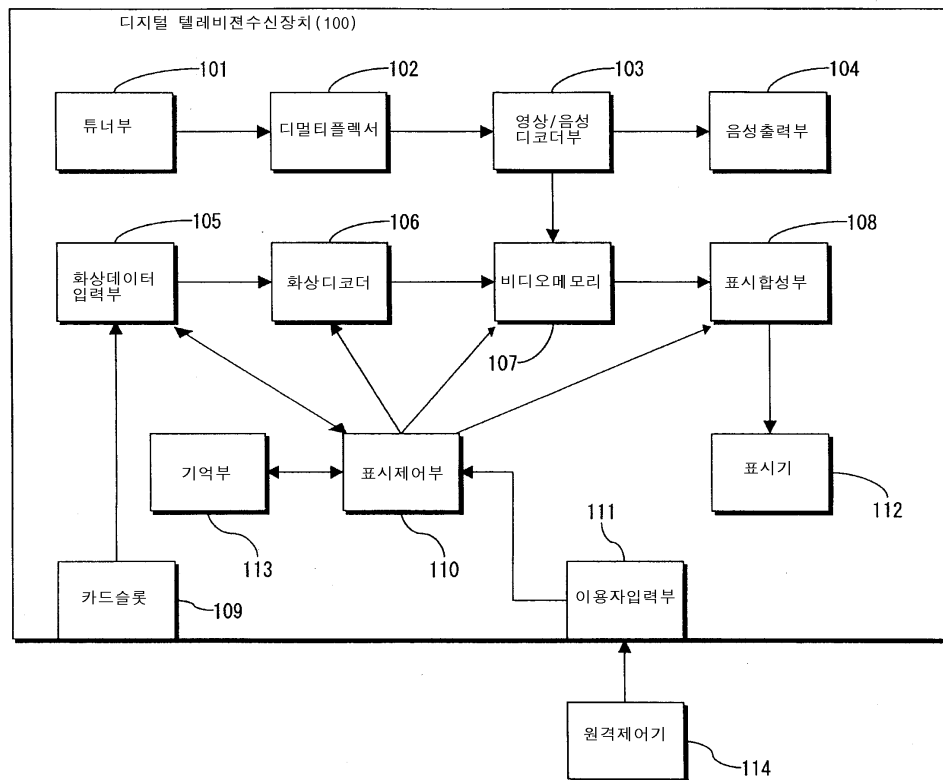 디지털 텔레비젼수신장치(100)
101
102
103
104
튜너부
디멀티플렉서
영상/음성
디코더부
음성출력부
105
106
108
화상데이터
입력부
화상디코더
비디오메모리
표시합성부
107
기억부
표시제어부
표시기
113
110
111
112
카드슬롯
109
이용자입력부
원격제어기
114